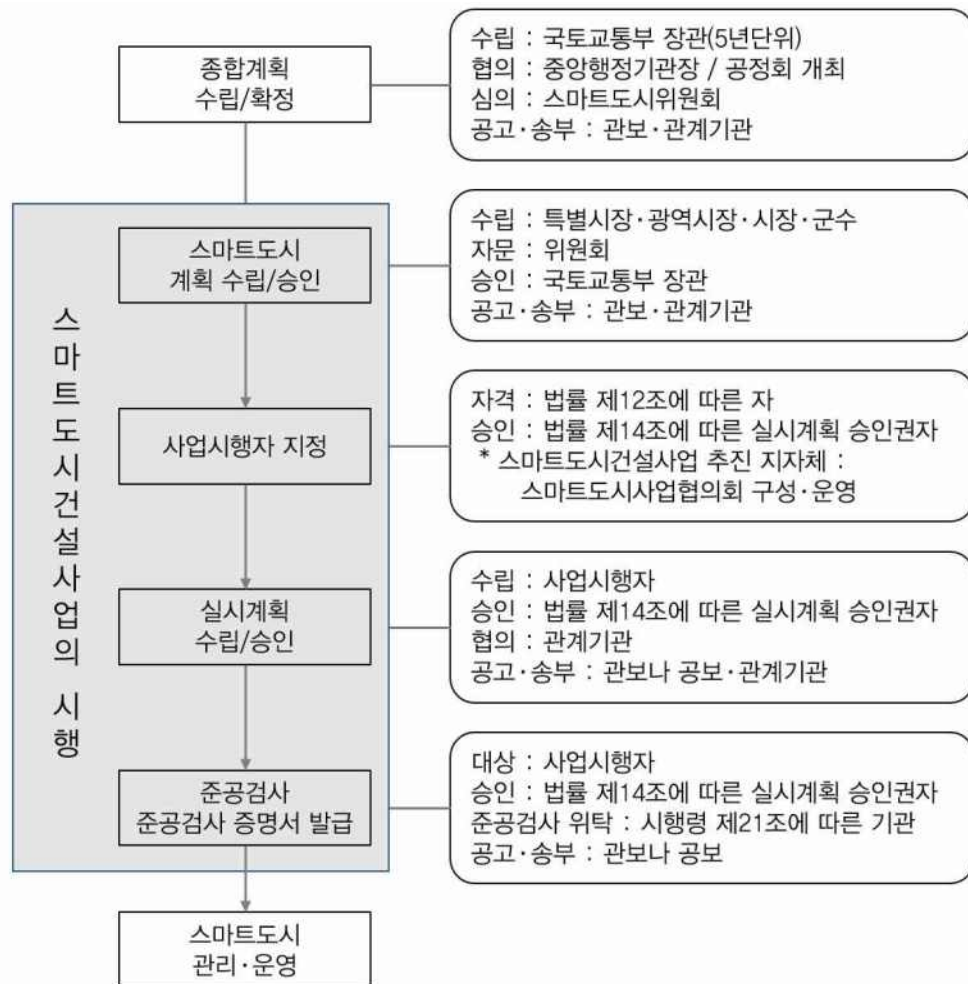 종합계획
수립/확정
수립 : 국토교통부 장관(5년단위)
협의 : 중앙행정기관장 / 공정회 개최
심의 : 스마트도시위원회
공고·송부 : 관보·관계기관
스마트도시건설사업의 시행
스마트도시
계획 수립/승인
수립 : 특별시장·광역시장·시장·군수
자문 : 위원회
승인 : 국토교통부 장관
공고·송부 : 관보·관계기관
사업시행자 지정
자격 : 법률 제12조에 따른 자
승인 : 법률 제14조에 따른 실시계획 승인권자
* 스마트도시건설사업 추진 지자체 :
스마트도시사업협의회 구성·운영
실시계획
수립/승인
수립 : 사업시행자
승인 : 법률 제14조에 따른 실시계획 승인권자
협의 : 관계기관
공고·송부 : 관보나 공보·관계기관
준공검사
준공검사 증명서 발급
대상 : 사업시행자
승인 : 법률 제14조에 따른 실시계획 승인권자
준공검사 위탁 : 시행령 제21조에 따른 기관
공고·송부 : 관보나 공보
스마트도시
관리·운영